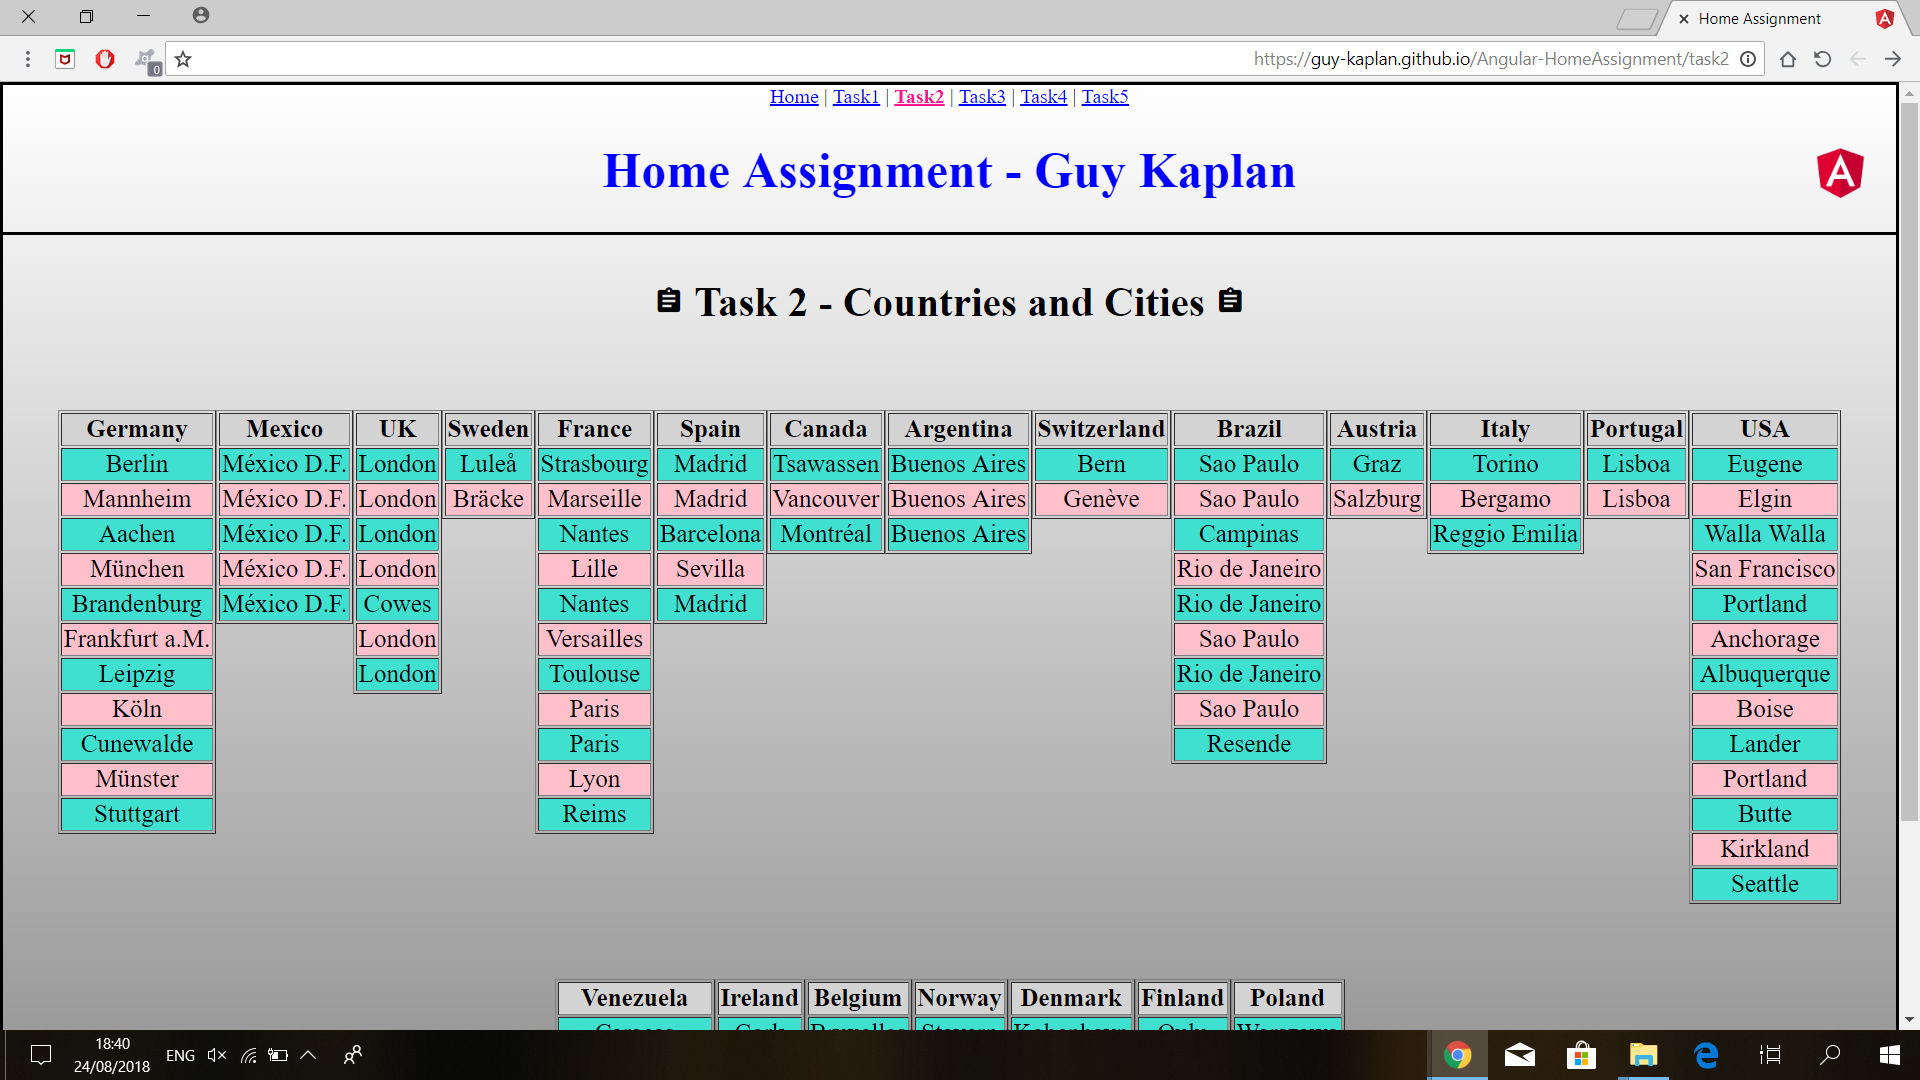 Home Assignment
https://guy-kaplan.github.io/Angular-HomeAssignment/task2
0
Home | Task1 | Task2 | Task3 | Task4 | Task5
Home Assignment - Guy Kaplan
A
Task 2 - Countries and Cities
Germany Mexico UK Sweden France Spain Canada Argentina Switzerland Brazil Austria Italy Portugal USA
Berlin México D.F. London Luleå Strasbourg Madrid Tsawassen Buenos Aires Bern Sao Paulo Graz Torino Lisboa Eugene
Mannheim México D.F. London Bräcke Marseille Madrid Vancouver Buenos Aires Genève Sao Paulo Salzburg Bergamo Lisboa Elgin
Aachen México D.F. London Nantes Barcelona Montréal Buenos Aires Campinas Reggio Emilia Walla Walla
München México D.F. London Lille Sevilla Rio de Janeiro San Francisco
Brandenburg México D.F. Cowes Nantes Madrid Rio de Janeiro Portland
Frankfurt a.M. London Versailles Sao Paulo Anchorage
Leipzig London Toulouse Rio de Janeiro Albuquerque
Köln Paris Sao Paulo Boise
Cunewalde Paris Resende Lander
Münster Lyon Portland
Stuttgart Reims Butte
Kirkland
Seattle
Venezuela Ireland Belgium Norway Denmark Finland Poland
18:40
24/08/2018
ENG